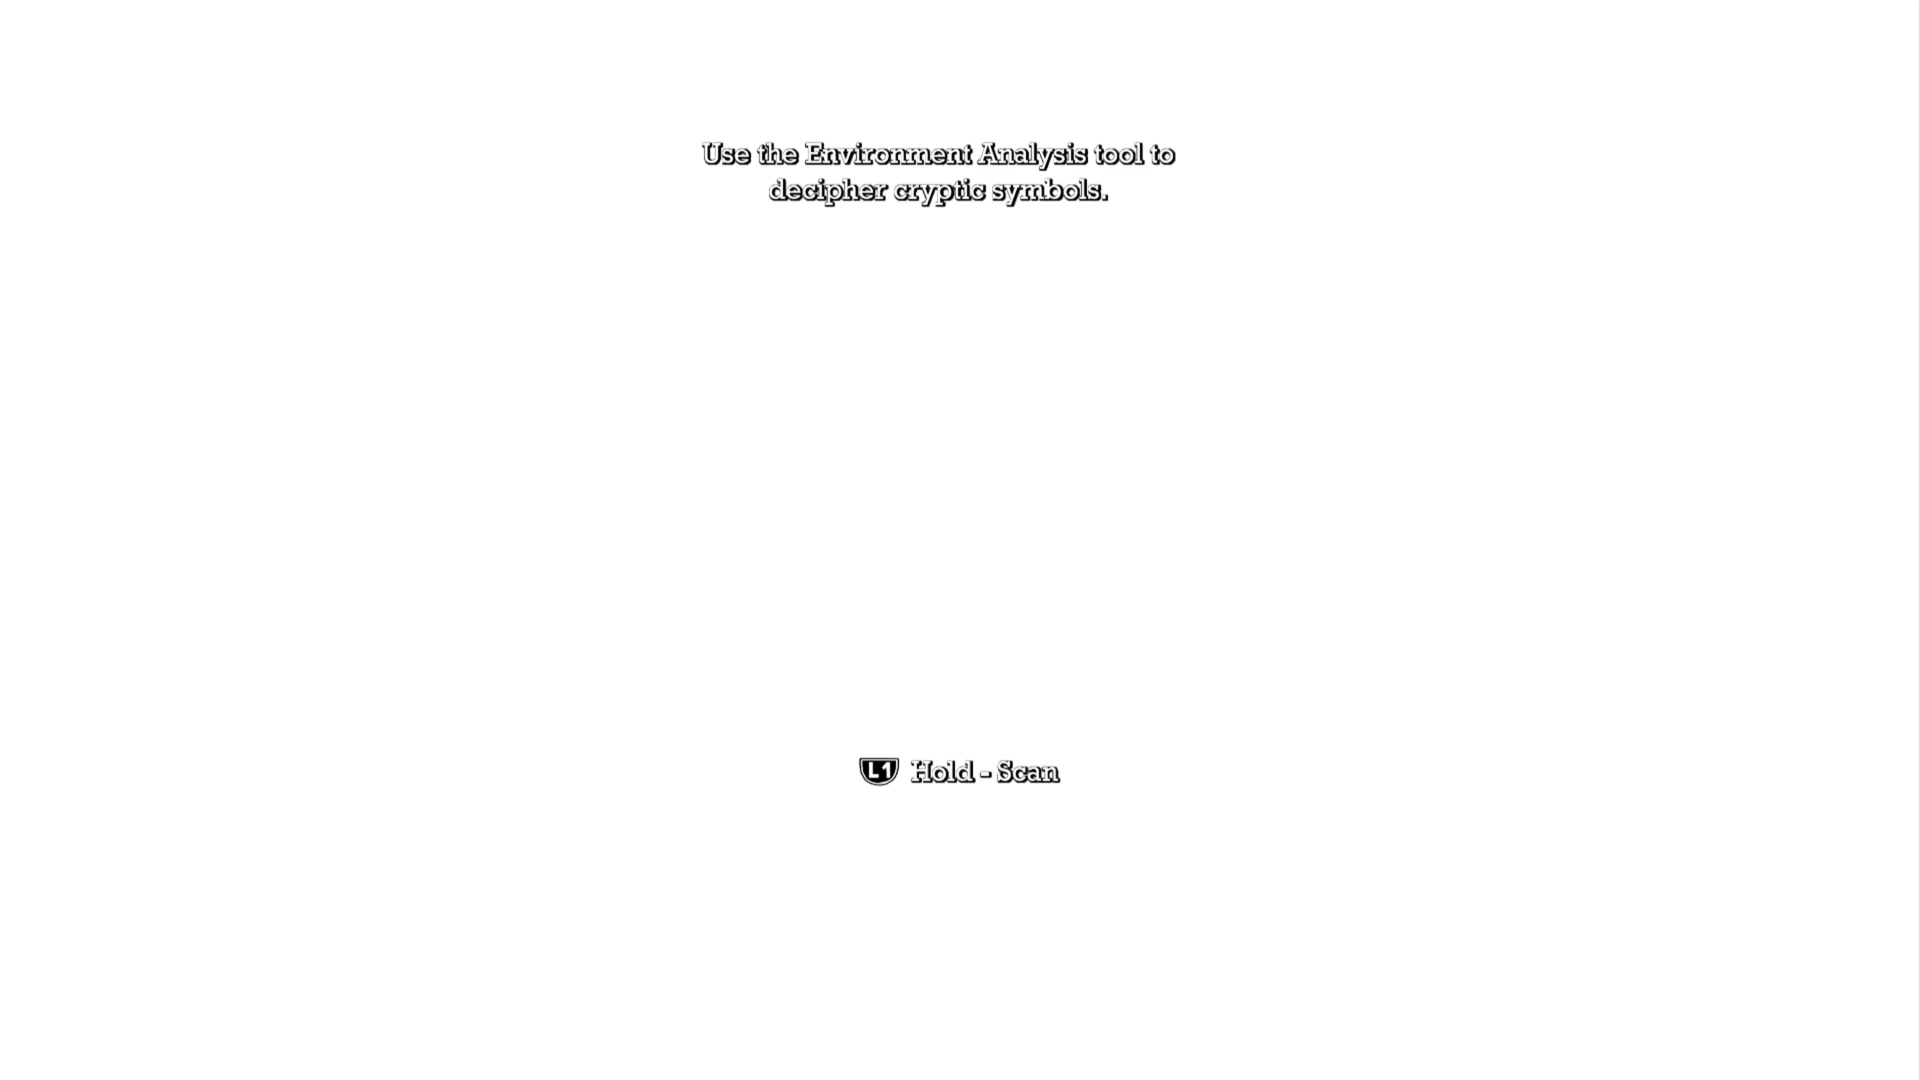 Use the Environment Analysis tool to
decipher cryptic symbols.
L1 Hold - Scan